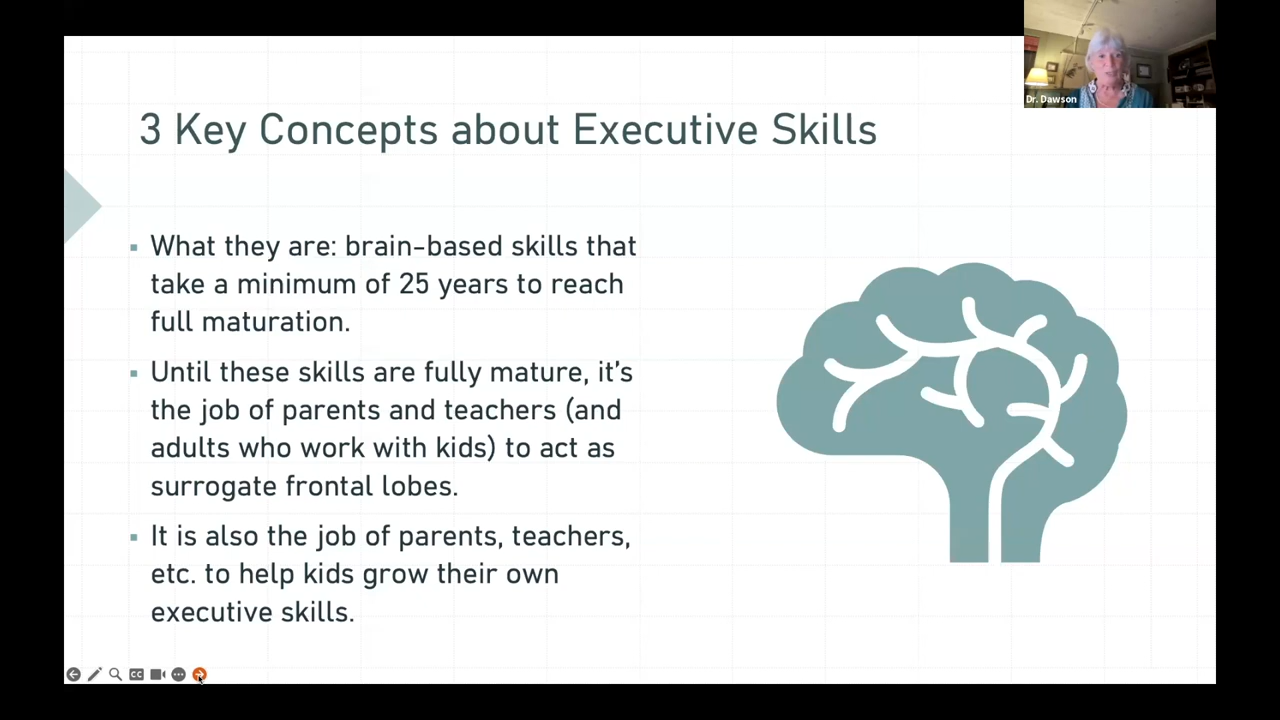 Dr. Dawson
3 Key Concepts about Executive Skills
▪ What they are: brain-based skills that
take a minimum of 25 years to reach
full maturation.
▪ Until these skills are fully mature, it’s
the job of parents and teachers (and
adults who work with kids) to act as
surrogate frontal lobes.
▪ It is also the job of parents, teachers,
etc. to help kids grow their own
executive skills.
CC